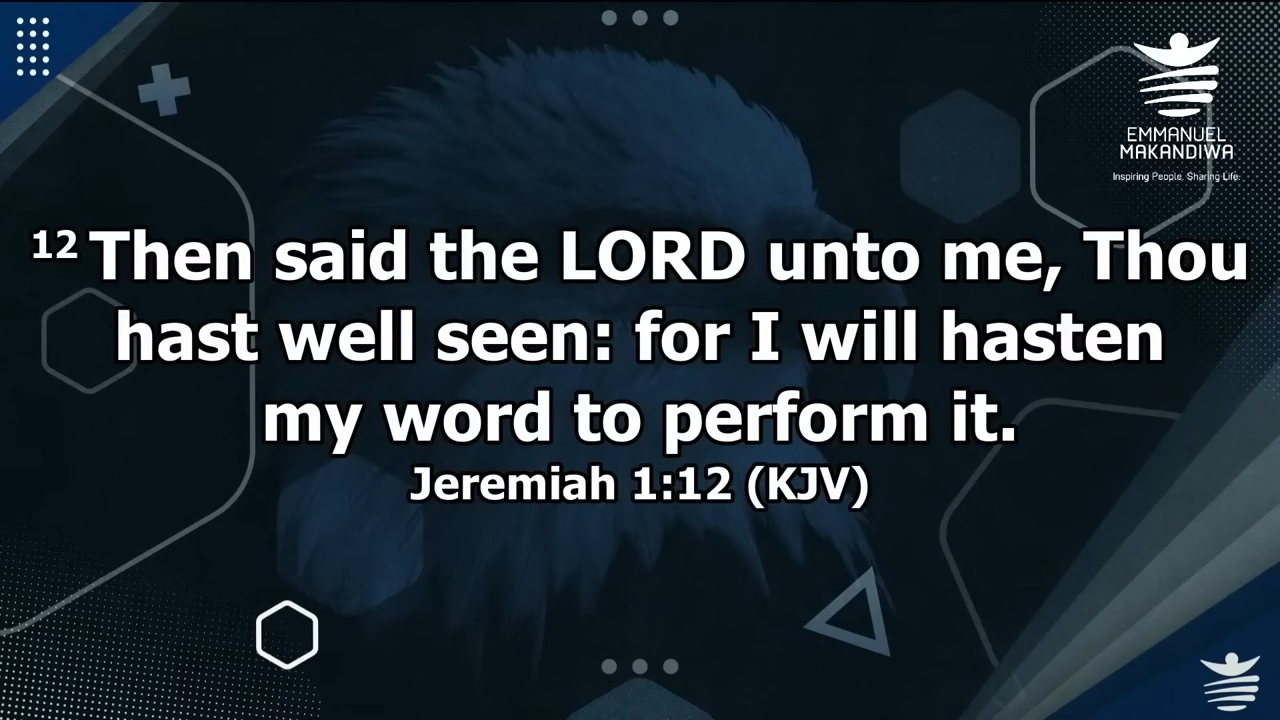 EMMANUEL
MAKANDIWA
Inspiring People. Sharing Life.
12 Then said the LORD unto me, Thou
hast well seen: for I will hasten
my word to perform it.
Jeremiah 1:12 (KJV)